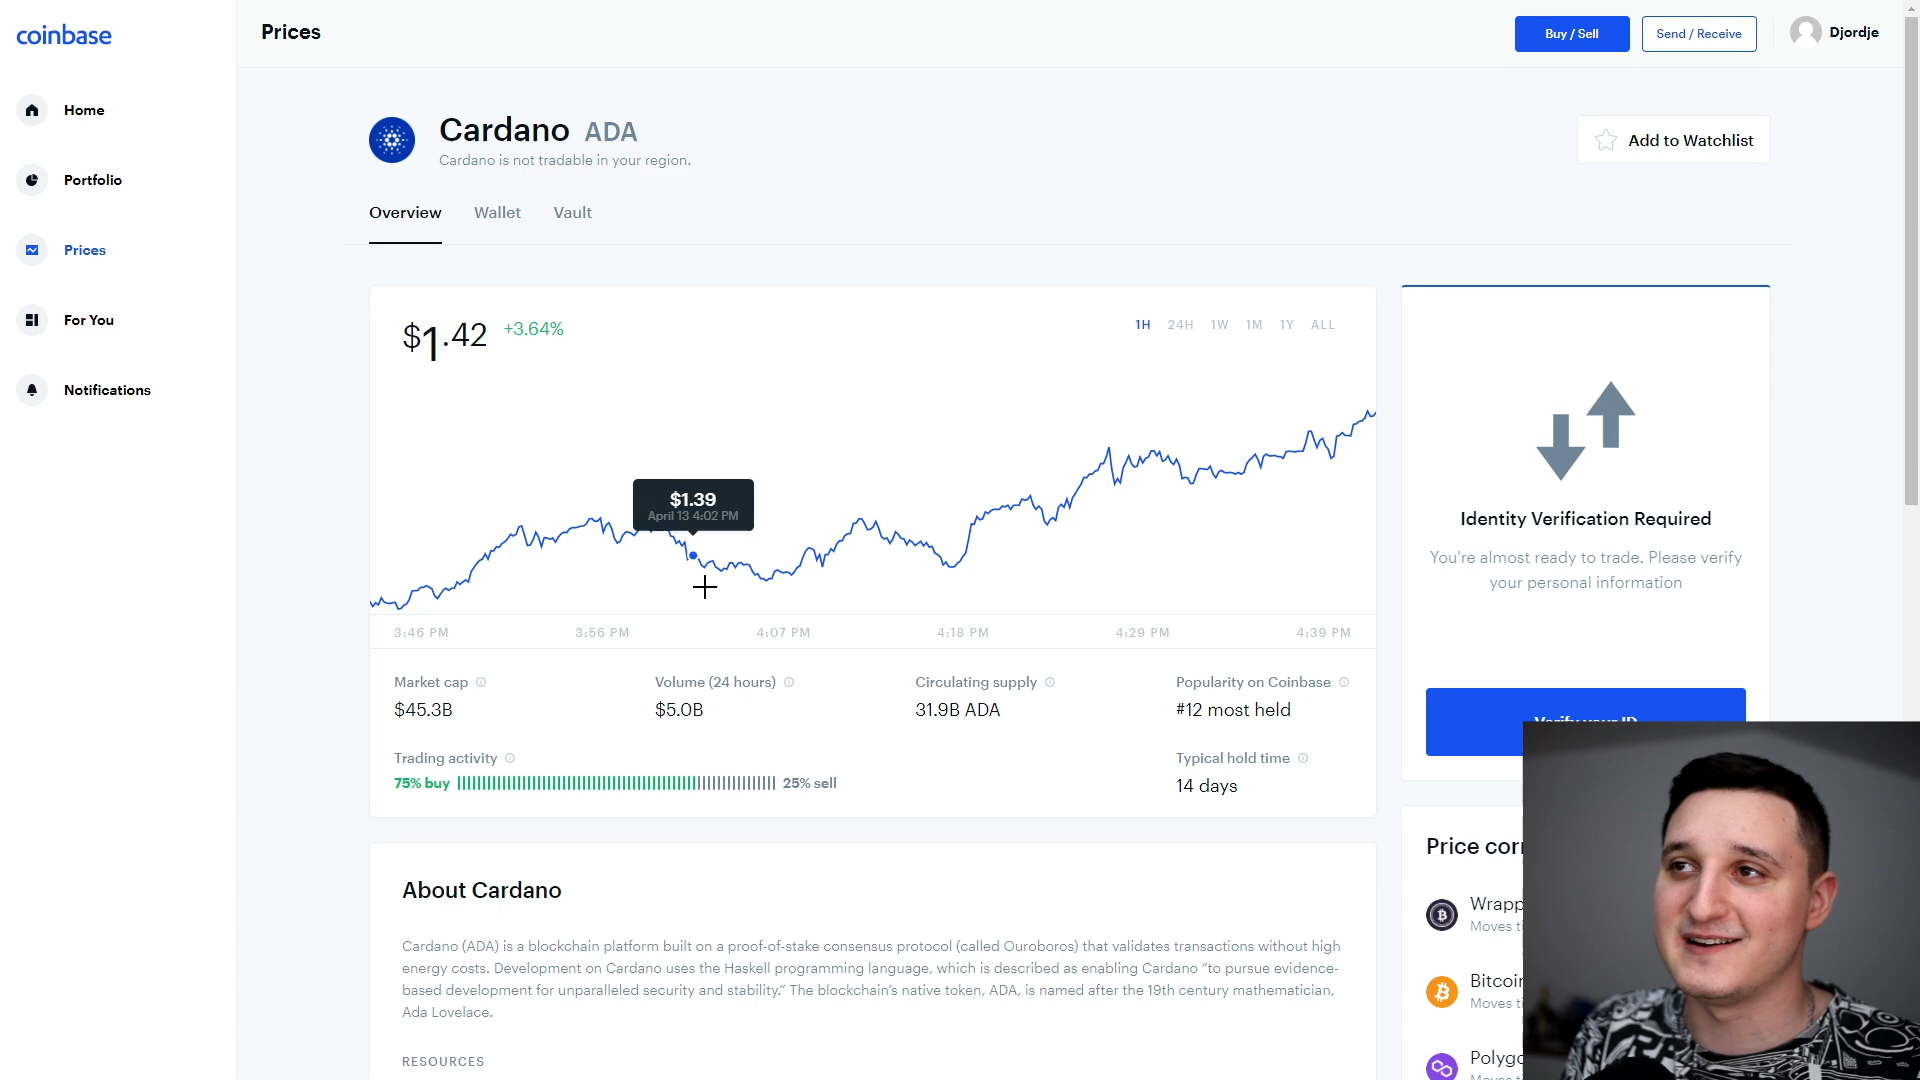 coinbase
Home
Portfolio
Prices
For You
Notifications
Prices
Buy / Sell
Send / Receive
Djordje
Cardano ADA
Cardano is not tradable in your region.
Add to Watchlist
Overview Wallet Vault
$1.42 +3.64%
1H 24H 1W 1M 1Y ALL
$1.39
April 13 4:02 PM
3:46 PM 3:56 PM 4:07 PM 4:18 PM 4:29 PM 4:39 PM
Market cap
$45.3B
Volume (24 hours)
$5.0B
Circulating supply
31.9B ADA
Popularity on Coinbase
#12 most held
Trading activity
75% buy 25% sell
Typical hold time
14 days
Identity Verification Required
You're almost ready to trade. Please verify
your personal information
Verify your ID
About Cardano
Cardano (ADA) is a blockchain platform built on a proof-of-stake consensus protocol (called Ouroboros) that validates transactions without high
energy costs. Development on Cardano uses the Haskell programming language, which is described as enabling Cardano “to pursue evidence-
based development for unparalleled security and stability.” The blockchain’s native token, ADA, is named after the 19th century mathematician,
Ada Lovelace.
RESOURCES
Price
Moves
Bitcoin
Moves